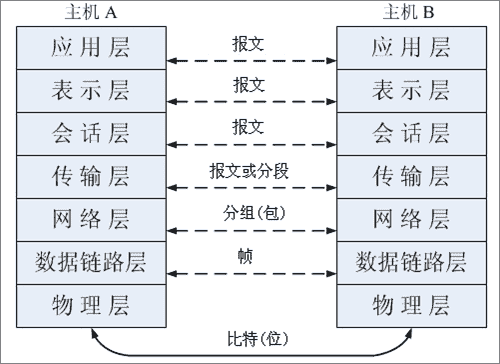 主机 A 主机 B
应用层 报文 应用层
表示层 报文 表示层
会话层 报文 会话层
传输层 报文或分段 传输层
网络层 分组(包) 网络层
数据链路层 帧 数据链路层
物理层 物理层
比特(位)